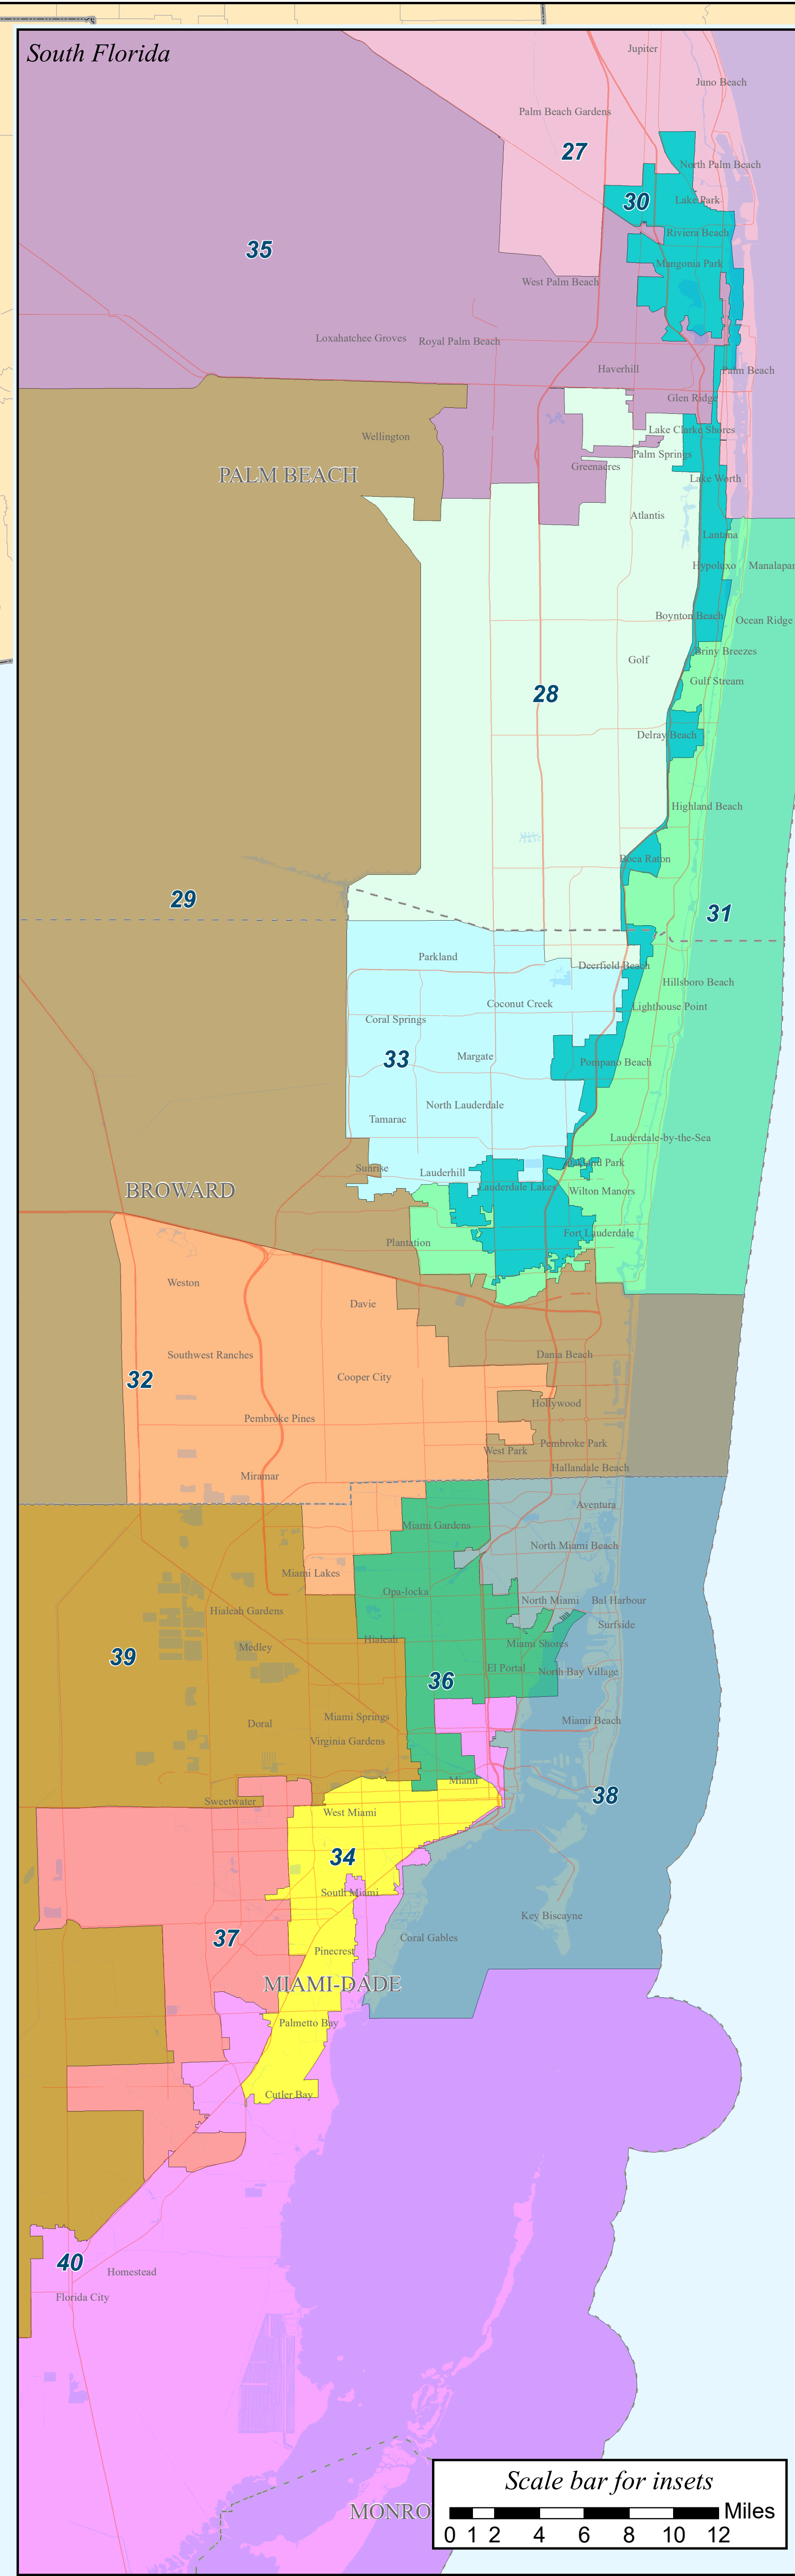 South Florida
Jupiter
Juno Beach
Palm Beach Gardens
27
North Palm Beach
30
Lake Park
Riviera Beach
35
Mangonia Park
West Palm Beach
Loxahatchee Groves
Royal Palm Beach
Haverhill
Palm Beach
Glen Ridge
Wellington
Lake Clarke Shores
Palm Springs
PALM BEACH
Greenacres
Lake Worth
Atlantis
Lantana
Hypoluxo
Manalapan
Boynton Beach
Ocean Ridge
Briny Breezes
Golf
Gulf Stream
28
Delray Beach
Highland Beach
Boca Raton
29
31
Parkland
Deerfield Beach
Hillsboro Beach
Coconut Creek
Lighthouse Point
Coral Springs
33
Margate
Pompano Beach
North Lauderdale
Tamarac
Lauderdale-by-the-Sea
Oakland Park
Sunrise
Lauderhill
BROWARD
Lauderdale Lakes
Wilton Manors
Fort Lauderdale
Plantation
Weston
Davie
Southwest Ranches
Dania Beach
32
Cooper City
Hollywood
Pembroke Pines
Pembroke Park
West Park
Hallandale Beach
Miramar
Aventura
Miami Gardens
North Miami Beach
Miami Lakes
Opa-locka
North Miami
Bal Harbour
Hialeah Gardens
Surfside
Hialeah
Miami Shores
Medley
39
El Portal
North Bay Village
36
Miami Springs
Miami Beach
Doral
Virginia Gardens
Miami
38
Sweetwater
West Miami
34
South Miami
Key Biscayne
37
Coral Gables
Pinecrest
MIAMI-DADE
Palmetto Bay
Cutler Bay
40
Homestead
Florida City
MONRO
Scale bar for insets
Miles
0 1 2 4 6 8 10 12